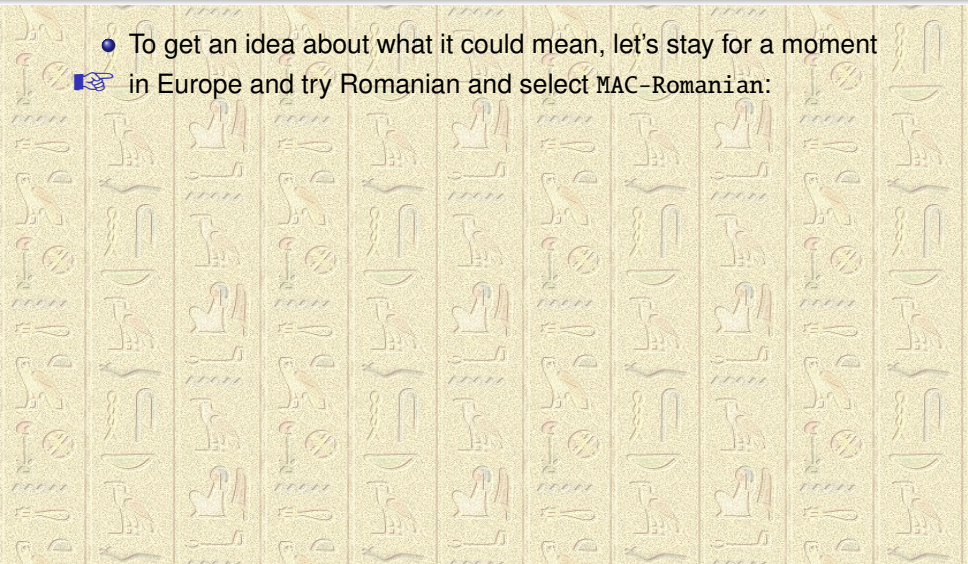 To get an idea about what it could mean, let's stay for a moment
in Europe and try Romanian and select MAC-Romanian: